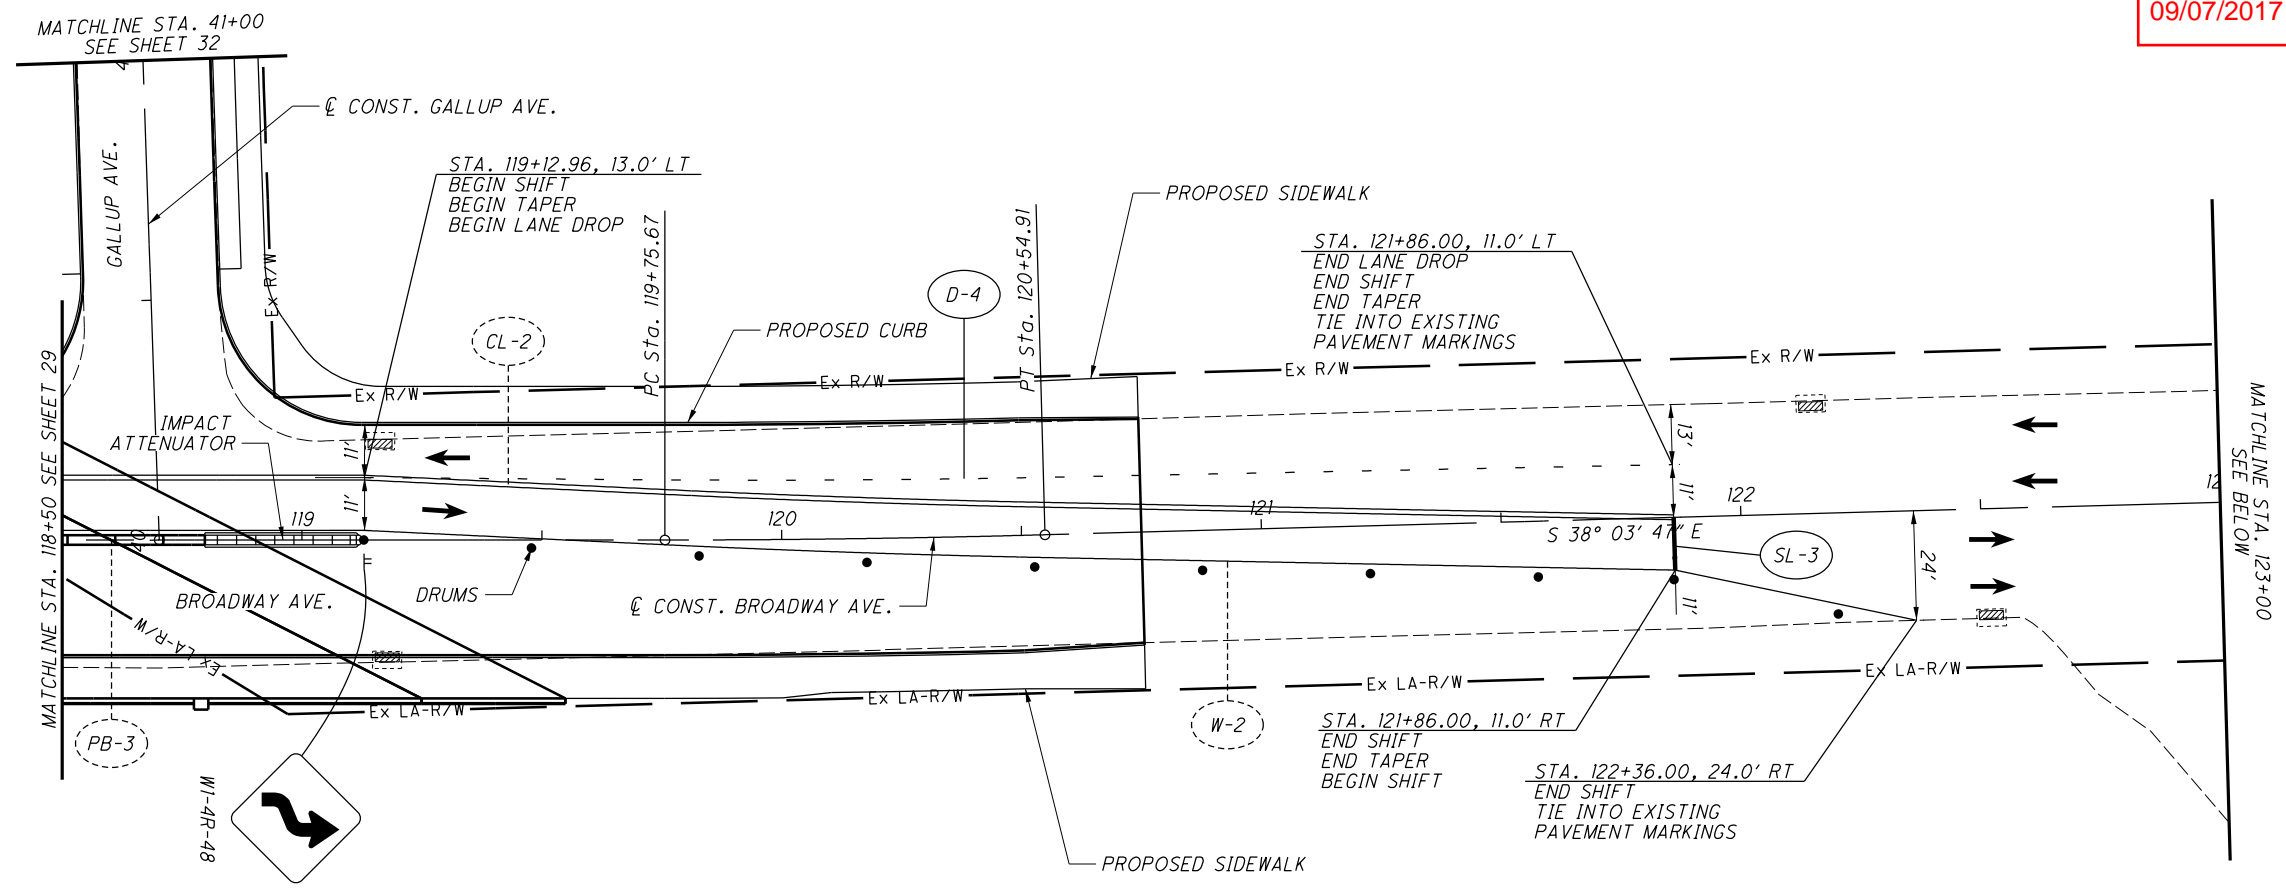 09/07/2017
MATCHLINE STA. 41+00
SEE SHEET 32
4
℄ CONST. GALLUP AVE.
GALLUP AVE.
STA. 119+12.96, 13.0' LT
BEGIN SHIFT
BEGIN TAPER
BEGIN LANE DROP
PC Sta. 119+75.67
PT Sta. 120+54.91
PROPOSED SIDEWALK
STA. 121+86.00, 11.0' LT
END LANE DROP
END SHIFT
END TAPER
TIE INTO EXISTING
PAVEMENT MARKINGS
Ex R/W
D-4
CL-2
PROPOSED CURB
Ex R/W
Ex R/W
Ex R/W
Ex R/W
MATCHLINE STA. 118+50 SEE SHEET 29
IMPACT
ATTENUATOR
11'
11'
13'
11'
11'
24'
MATCHLINE STA. 123+00
SEE BELOW
40
119
120
121
122
12
S 38° 03' 47" E
SL-3
DRUMS
℄ CONST. BROADWAY AVE.
BROADWAY AVE.
Ex LA-R/W
Ex LA-R/W
Ex LA-R/W
Ex LA-R/W
Ex LA-R/W
PB-3
W-2
STA. 121+86.00, 11.0' RT
END SHIFT
END TAPER
BEGIN SHIFT
STA. 122+36.00, 24.0' RT
END SHIFT
TIE INTO EXISTING
PAVEMENT MARKINGS
W1-4R-48
PROPOSED SIDEWALK